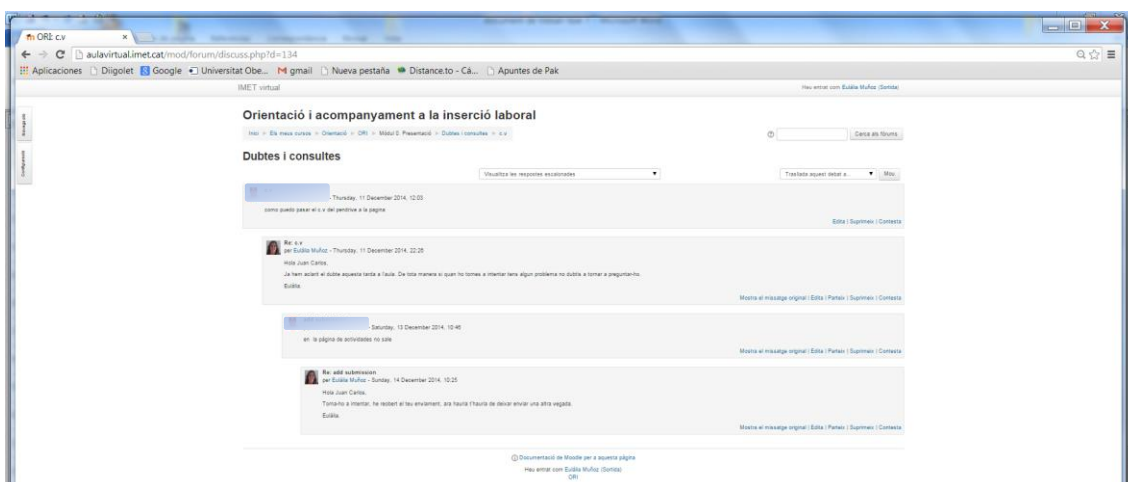 ORI: c.v
aulavirtual.imet.cat/mod/forum/discuss.php?d=134
Aplicaciones Diigolet Google Universitat Obe... M gmail Nueva pestaña Distance.to - Cá... Apuntes de Pak
IMET virtual Heu entrat com Eulàlia Muñoz (Sortida)
Orientació i acompanyament a la inserció laboral
Inici Els meus cursos Orientació ORI Mòdul 0. Presentació Dubtes i consultes c.v
Cerca als fòrums
Dubtes i consultes
Visualitza les respostes escalonades Trasllada aquest debat a... Mou
- Thursday, 11 December 2014, 12:03
como puedo pasar el c.v del pendrive a la pagina
Edita | Suprimeix | Contesta
Re: c.v
per Eulàlia Muñoz - Thursday, 11 December 2014, 22:25
Hola Juan Carlos,
Ja hem aclarit el dubte aquesta tarda a l'aula. De tota manera si quan ho tornes a intentar tens algun problema no dubtis a tornar a preguntar-ho.
Eulàlia
Mostra el missatge original | Edita | Parteix | Suprimeix | Contesta
- Saturday, 13 December 2014, 10:46
en la página de actividades no sale
Mostra el missatge original | Edita | Parteix | Suprimeix | Contesta
Re: add submission
per Eulàlia Muñoz - Sunday, 14 December 2014, 10:25
Hola Juan Carlos,
Torna-ho a intentar, he reobert el teu enviament, ara hauria t'hauria de deixar enviar una altra vegada.
Eulàlia
Mostra el missatge original | Edita | Parteix | Suprimeix | Contesta
Documentació de Moodle per a aquesta pàgina
Heu entrat com Eulàlia Muñoz (Sortida)
ORI